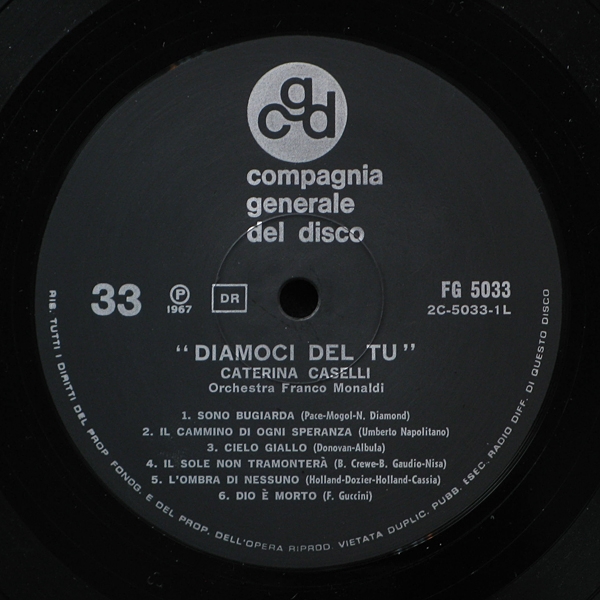 cgd
compagnia
generale
del disco
33
P
1967
DR
FG 5033
2C-5033-1L
"DIAMOCI DEL TU"
CATERINA CASELLI
Orchestra Franco Monaldi
1. SONO BUGIARDA (Pace-Mogol-N. Diamond)
2. IL CAMMINO DI OGNI SPERANZA (Umberto Napolitano)
3. CIELO GIALLO (Donovan-Albula)
4. IL SOLE NON TRAMONTERÀ (B. Crewe-B. Gaudio-Nisa)
5. L'OMBRA DI NESSUNO (Holland-Dozier-Holland-Cassia)
6. DIO È MORTO (F. Guccini)
RIS. TUTTI I DIRITTI DEL PROP FONOG. E DEL PROP. DELL'OPERA RIPROD VIETATA DUPLIC. PUBB. ESEC. RADIO DIFF. DI QUESTO DISCO